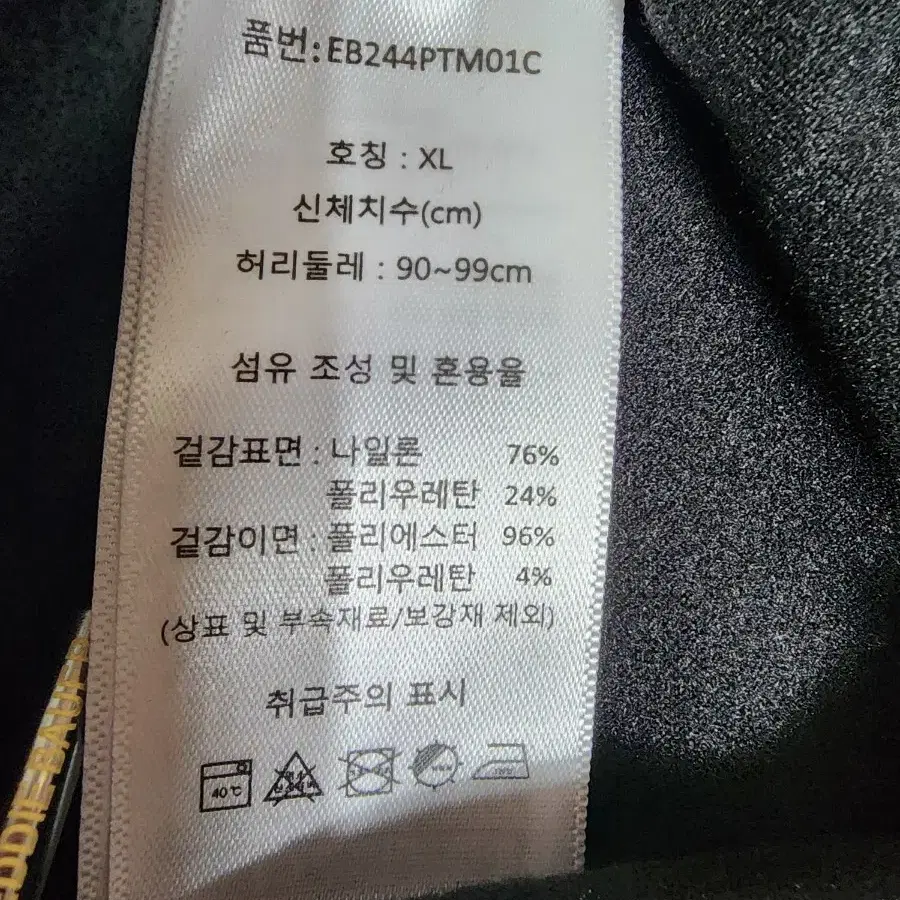 품번:EB244PTM01C
호칭 : XL
신체치수(cm)
허리둘레 : 90~99cm
섬유 조성 및 혼용율
겉감표면 : 나일론 76%
폴리우레탄 24%
겉감이면 : 폴리에스터 96%
폴리우레탄 4%
(상표 및 부속재료/보강재 제외)
취급주의 표시
40℃